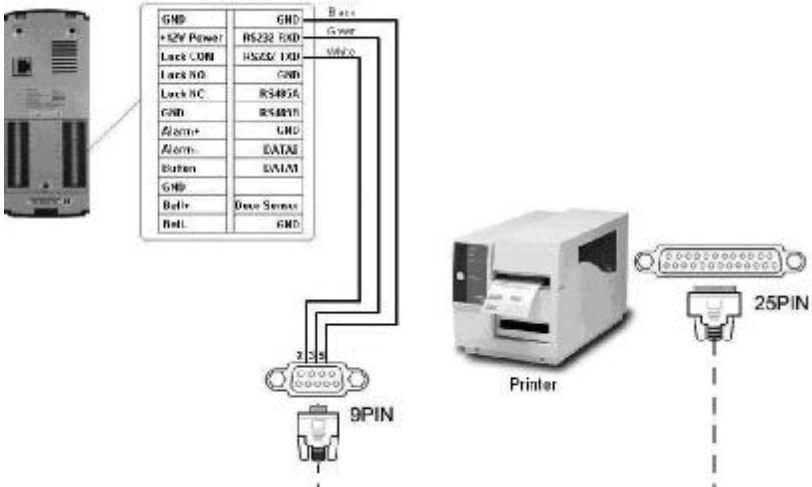 GND GND Black
+12V Power RS232 RXD Green
Lock COM RS232 TXD White
Lock NO GND
Lock NC RS485A
GND RS485B
Alarm+ GND
Alarm- DATA0
Button DATA1
GND
Bell+ Door Sensor
Bell- GND
2 3 5
9PIN
25PIN
Printer